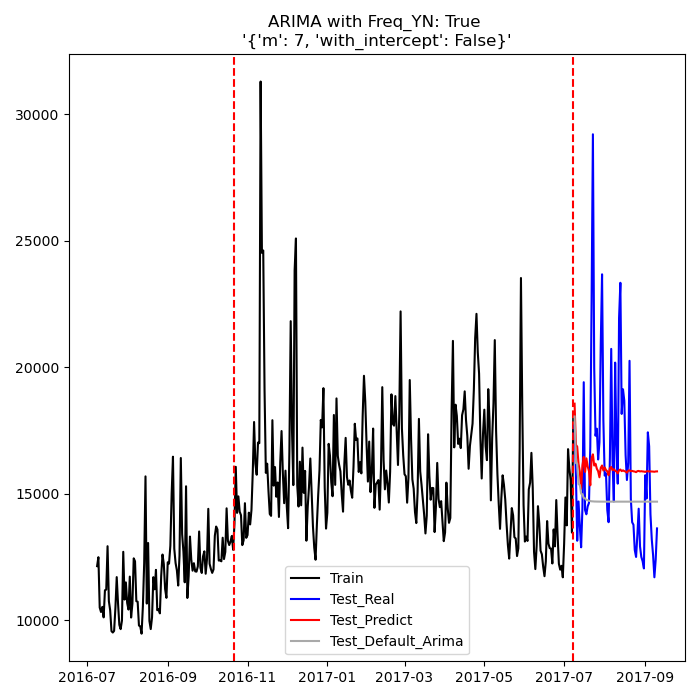 ARIMA with Freq_YN: True
'{'m': 7, 'with_intercept': False}'
30000
25000
20000
15000
10000
Train
Test_Real
Test_Predict
Test_Default_Arima
2016-07 2016-09 2016-11 2017-01 2017-03 2017-05 2017-07 2017-09